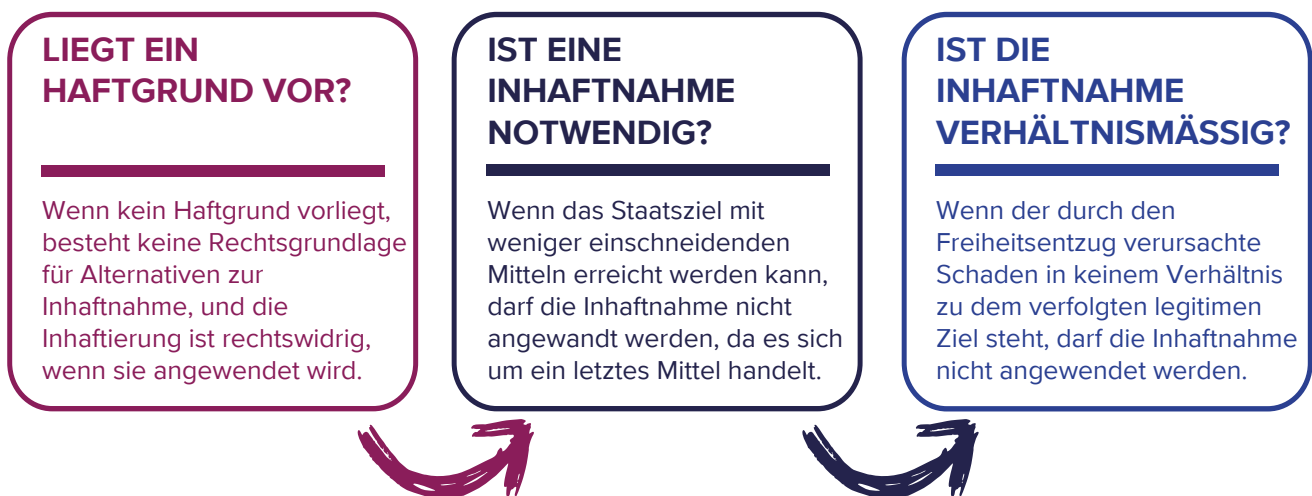 LIEGT EIN
HAFTGRUND VOR?
Wenn kein Haftgrund vorliegt,
besteht keine Rechtsgrundlage
für Alternativen zur
Inhaftnahme, und die
Inhaftierung ist rechtswidrig,
wenn sie angewendet wird.
IST EINE
INHAFTNAHME
NOTWENDIG?
Wenn das Staatsziel mit
weniger einschneidenden
Mitteln erreicht werden kann,
darf die Inhaftnahme nicht
angewandt werden, da es sich
um ein letztes Mittel handelt.
IST DIE
INHAFTNAHME
VERHÄLTNISMÄSSIG?
Wenn der durch den
Freiheitsentzug verursachte
Schaden in keinem Verhältnis
zu dem verfolgten legitimen
Ziel steht, darf die Inhaftnahme
nicht angewendet werden.